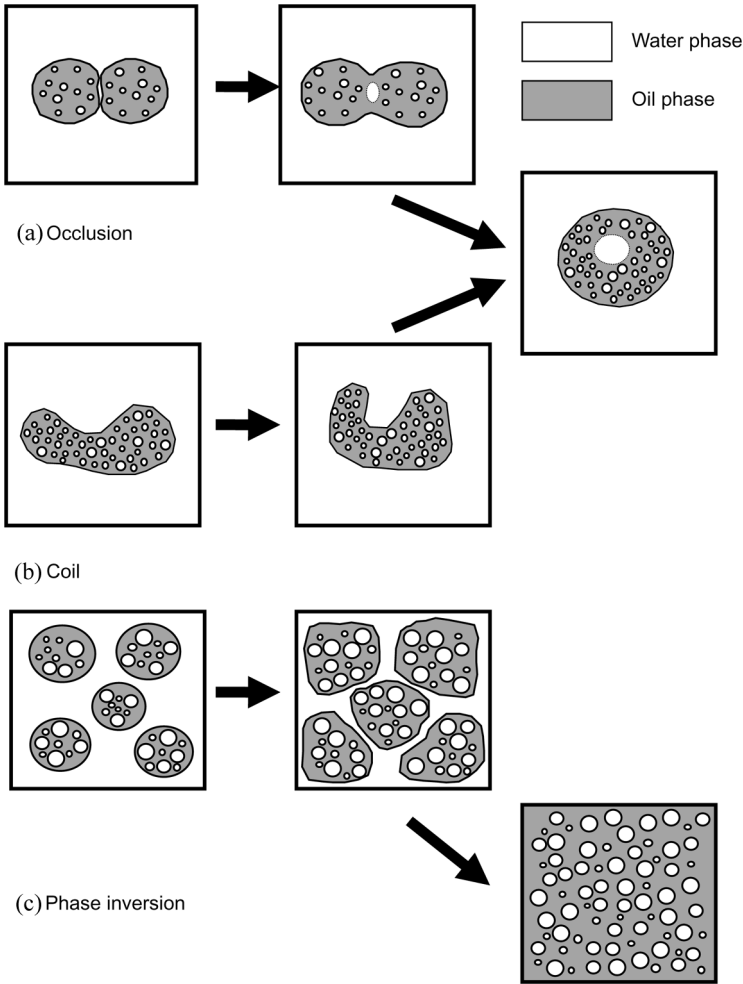 Water phase
Oil phase
(a) Occlusion
(b) Coil
(c) Phase inversion